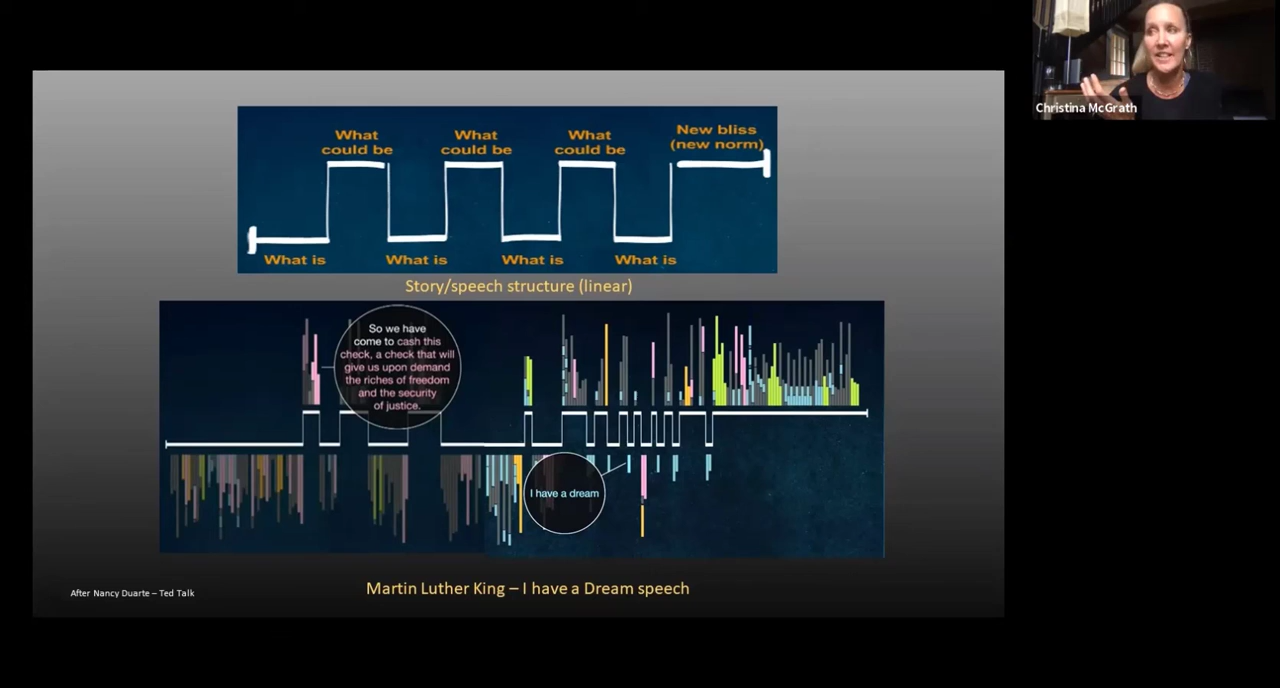 Christina McGrath
What
could be
What
could be
What
could be
New bliss
(new norm)
What is
What is
What is
What is
Story/speech structure (linear)
So we have
come to cash this
check, a check that will
give us upon demand
the riches of freedom
and the security
of justice.
I have a dream
Martin Luther King – I have a Dream speech
After Nancy Duarte – Ted Talk